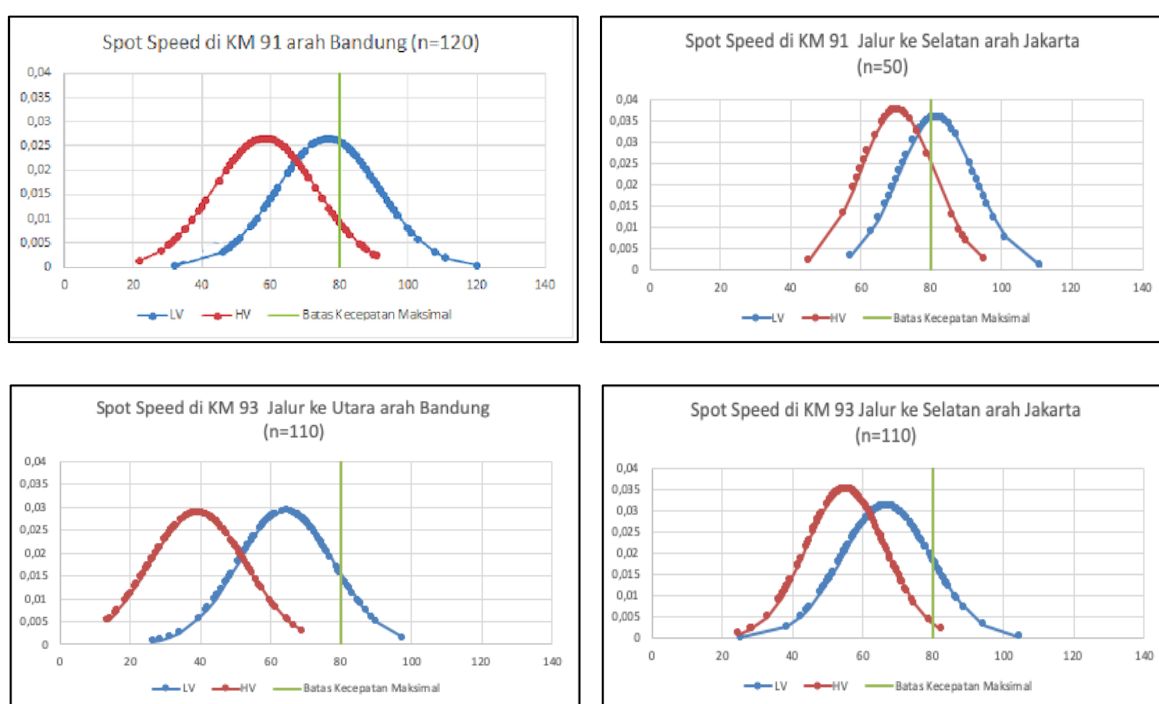 Spot Speed di KM 91 arah Bandung (n=120)
0,04
0,035
0,03
0,025
0,02
0,015
0,01
0,005
0
0 20 40 60 80 100 120 140
LV HV Batas Kecepatan Maksimal
Spot Speed di KM 91 Jalur ke Selatan arah Jakarta
(n=50)
0,04
0,035
0,03
0,025
0,02
0,015
0,01
0,005
0
0 20 40 60 80 100 120 140
LV HV Batas Kecepatan Maksimal
Spot Speed di KM 93 Jalur ke Utara arah Bandung
(n=110)
0,04
0,035
0,03
0,025
0,02
0,015
0,01
0,005
0
0 20 40 60 80 100 120 140
LV HV Batas Kecepatan Maksimal
Spot Speed di KM 93 Jalur ke Selatan arah Jakarta
(n=110)
0,04
0,035
0,03
0,025
0,02
0,015
0,01
0,005
0
0 20 40 60 80 100 120 140
LV HV Batas Kecepatan Maksimal